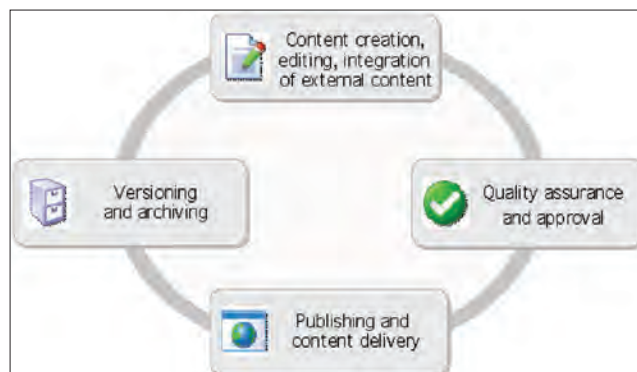 Content creation,
editing, integration
of external content
Versioning
and archiving
Quality assurance
and approval
Publishing and
content delivery